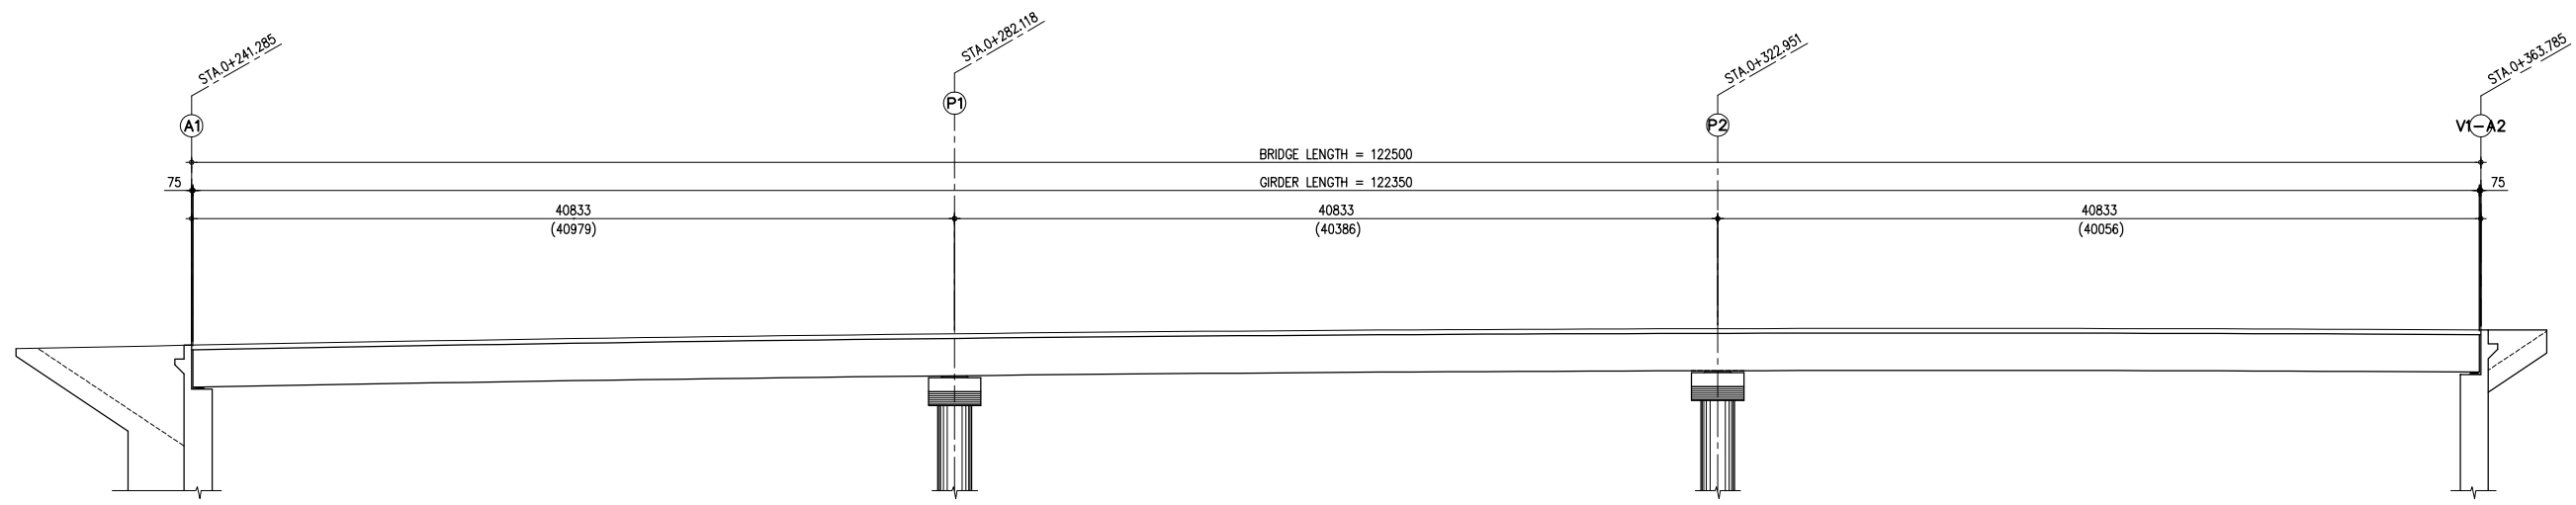 STA.0+241.285
STA.0+282.118
STA.0+322.951
STA.0+363.785
A1
P1
P2
V1-A2
BRIDGE LENGTH = 122500
75
GIRDER LENGTH = 122350
75
40833
(40979)
40833
(40386)
40833
(40056)